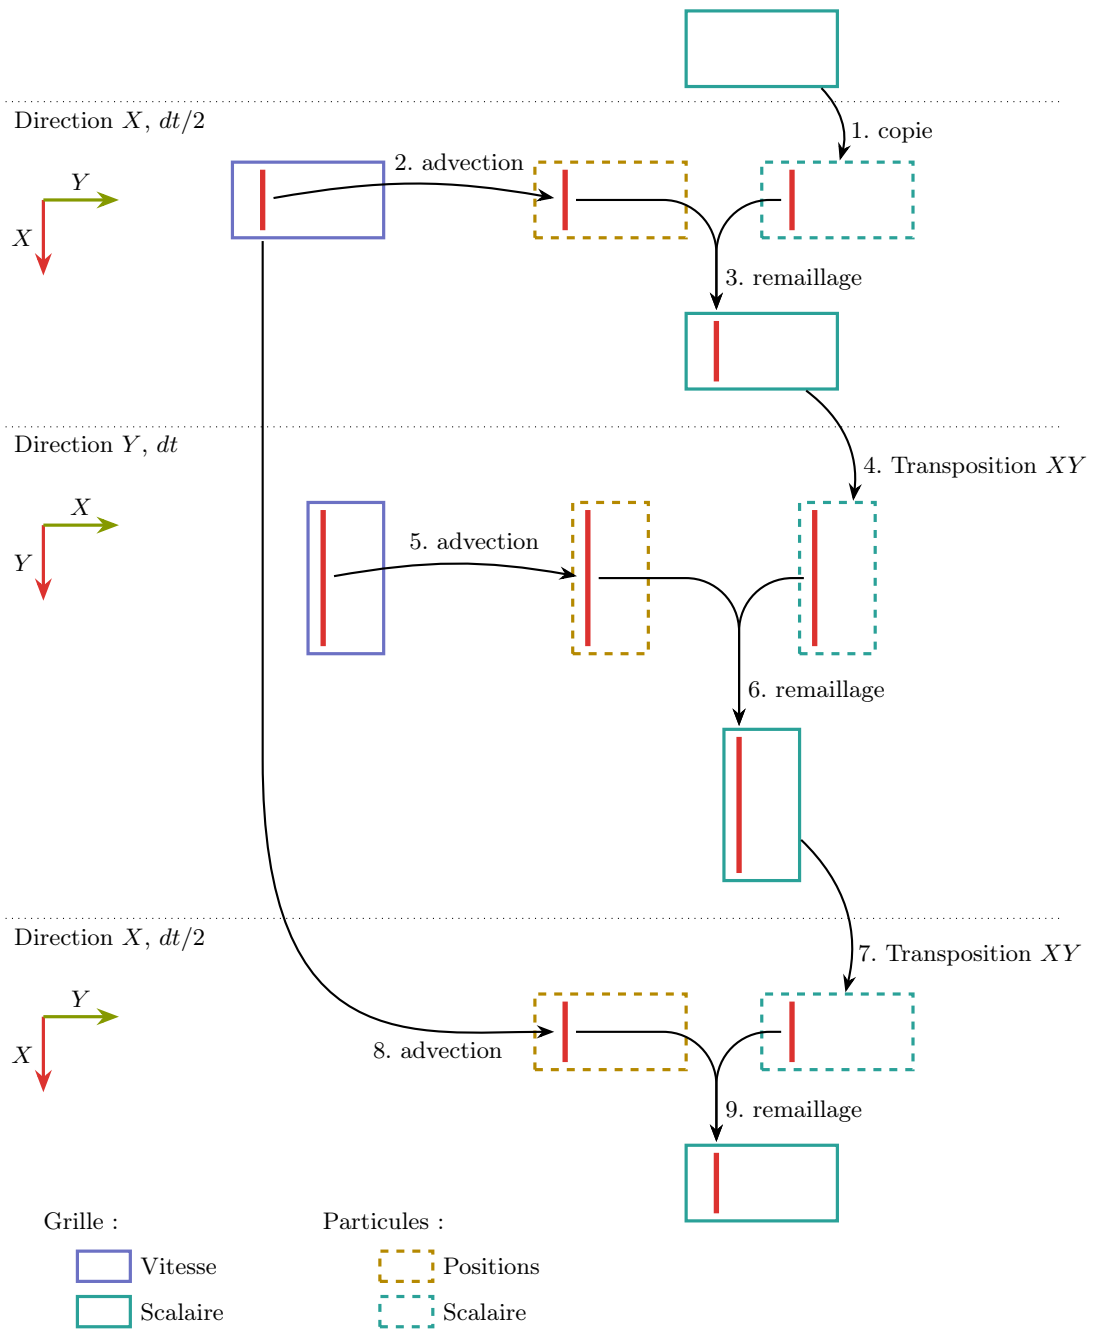 Direction X, dt/2
1. copie
2. advection
Y
X
3. remaillage
Direction Y, dt
4. Transposition XY
X
Y
5. advection
6. remaillage
Direction X, dt/2
7. Transposition XY
Y
X
8. advection
9. remaillage
Grille :
Particules :
Vitesse
Positions
Scalaire
Scalaire